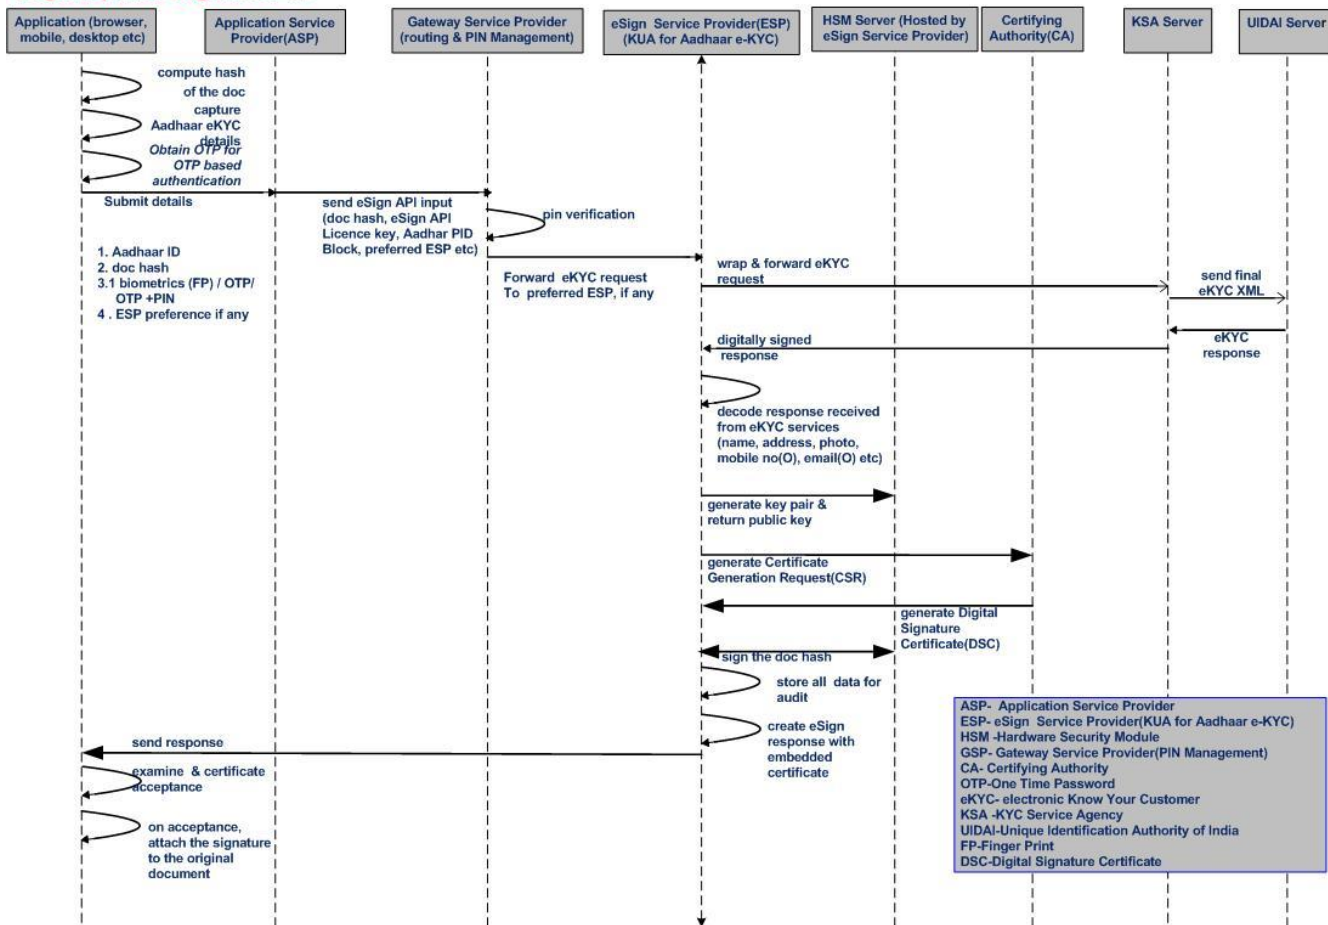 Application (browser,
mobile, desktop etc)
Application Service
Provider(ASP)
Gateway Service Provider
(routing & PIN Management)
eSign Service Provider(ESP)
(KUA for Aadhaar e-KYC)
HSM Server (Hosted by
eSign Service Provider)
Certifying
Authority(CA)
KSA Server
UIDAI Server
compute hash
of the doc
capture
Aadhaar eKYC
details
Obtain OTP for
OTP based
authentication
Submit details
1. Aadhaar ID
2. doc hash
3.1 biometrics (FP) / OTP/
OTP +PIN
4 . ESP preference if any
send eSign API input
(doc hash, eSign API
Licence key, Aadhar PID
Block, preferred ESP etc)
pin verification
Forward eKYC request
To preferred ESP, if any
wrap & forward eKYC
request
send final
eKYC XML
eKYC
response
digitally signed
response
decode response received
from eKYC services
(name, address, photo,
mobile no(O), email(O) etc)
generate key pair &
return public key
generate Certificate
Generation Request(CSR)
generate Digital
Signature
Certificate(DSC)
sign the doc hash
store all data for
audit
create eSign
response with
embedded
certificate
send response
examine & certificate
acceptance
on acceptance,
attach the signature
to the original
document
ASP- Application Service Provider
ESP- eSign Service Provider(KUA for Aadhaar e-KYC)
HSM -Hardware Security Module
GSP- Gateway Service Provider(PIN Management)
CA- Certifying Authority
OTP-One Time Password
eKYC- electronic Know Your Customer
KSA -KYC Service Agency
UIDAI-Unique Identification Authority of India
FP-Finger Print
DSC-Digital Signature Certificate